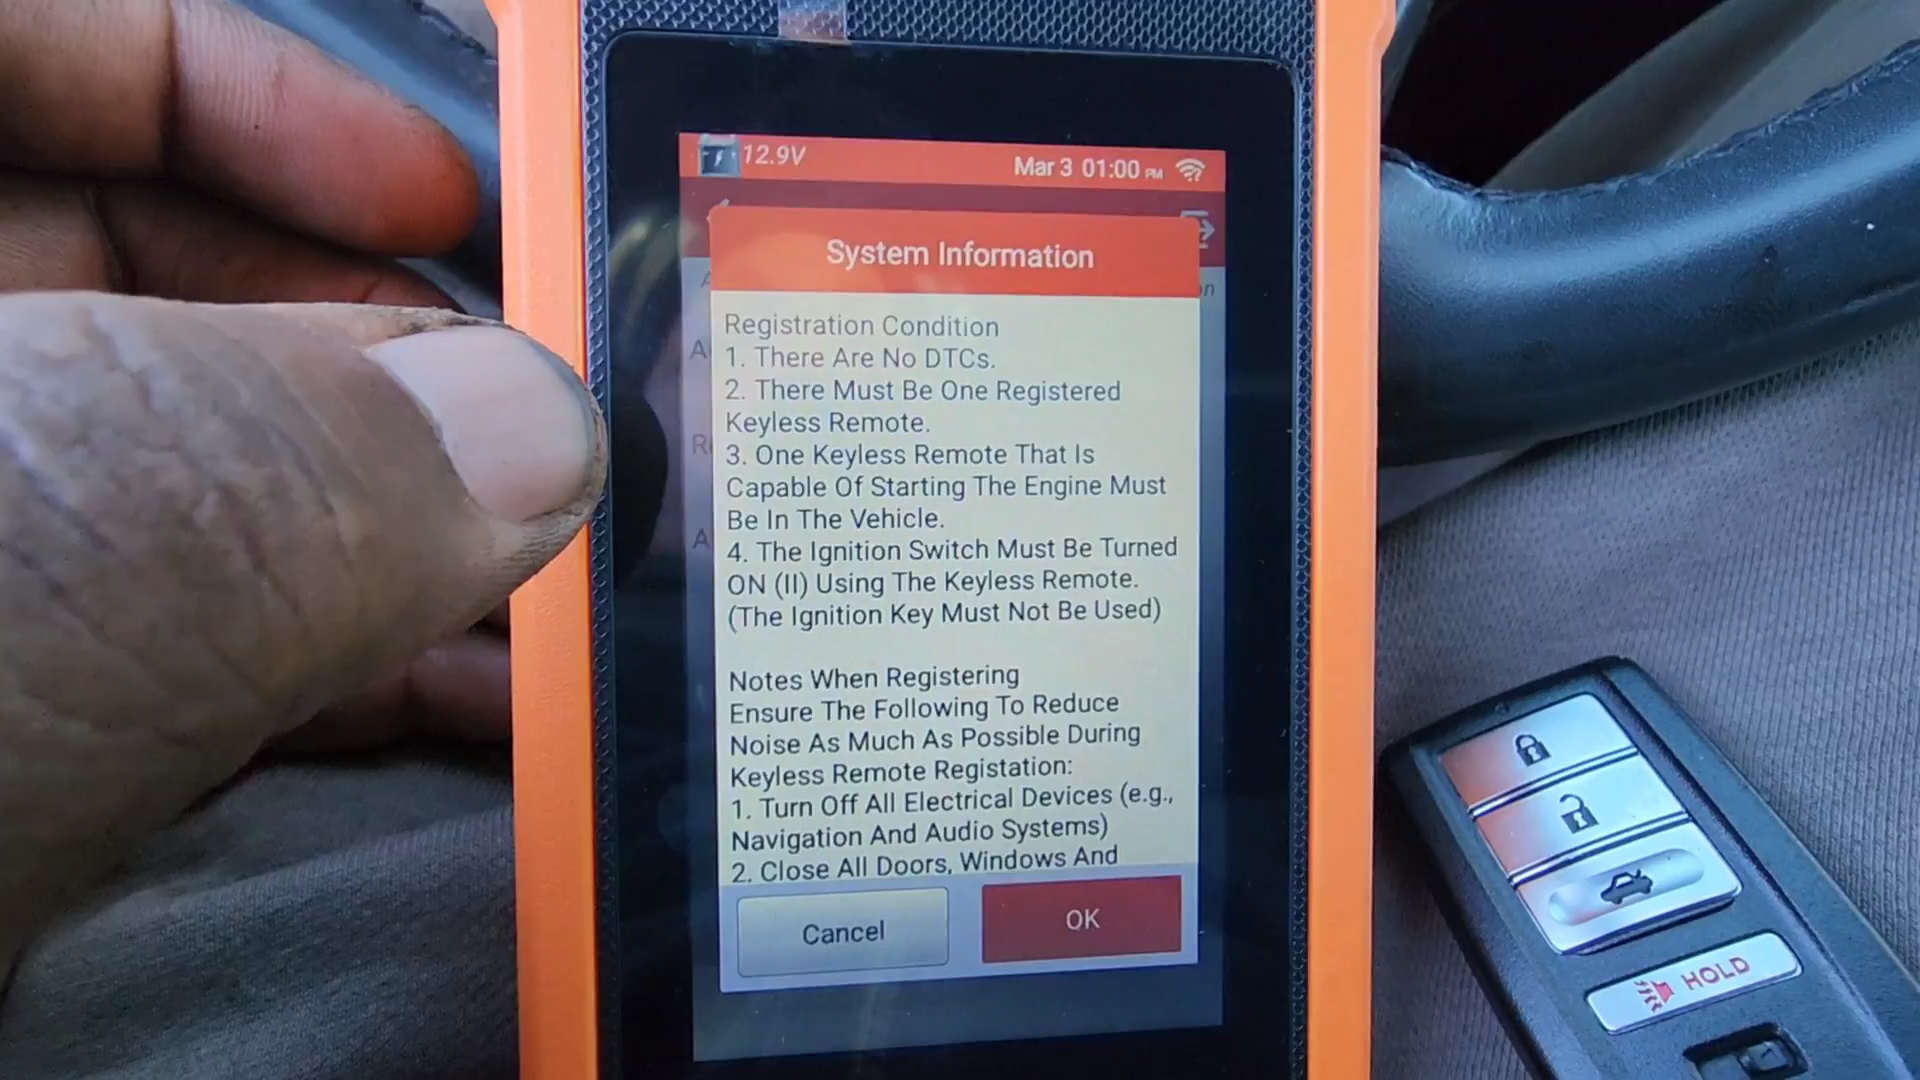 12.9V
Mar 3 01:00 PM
System Information
Registration Condition
1. There Are No DTCs.
2. There Must Be One Registered
Keyless Remote.
3. One Keyless Remote That Is
Capable Of Starting The Engine Must
Be In The Vehicle.
4. The Ignition Switch Must Be Turned
ON (II) Using The Keyless Remote.
(The Ignition Key Must Not Be Used)
Notes When Registering
Ensure The Following To Reduce
Noise As Much As Possible During
Keyless Remote Registation:
1. Turn Off All Electrical Devices (e.g.,
Navigation And Audio Systems)
2. Close All Doors, Windows And
Cancel
OK
HOLD